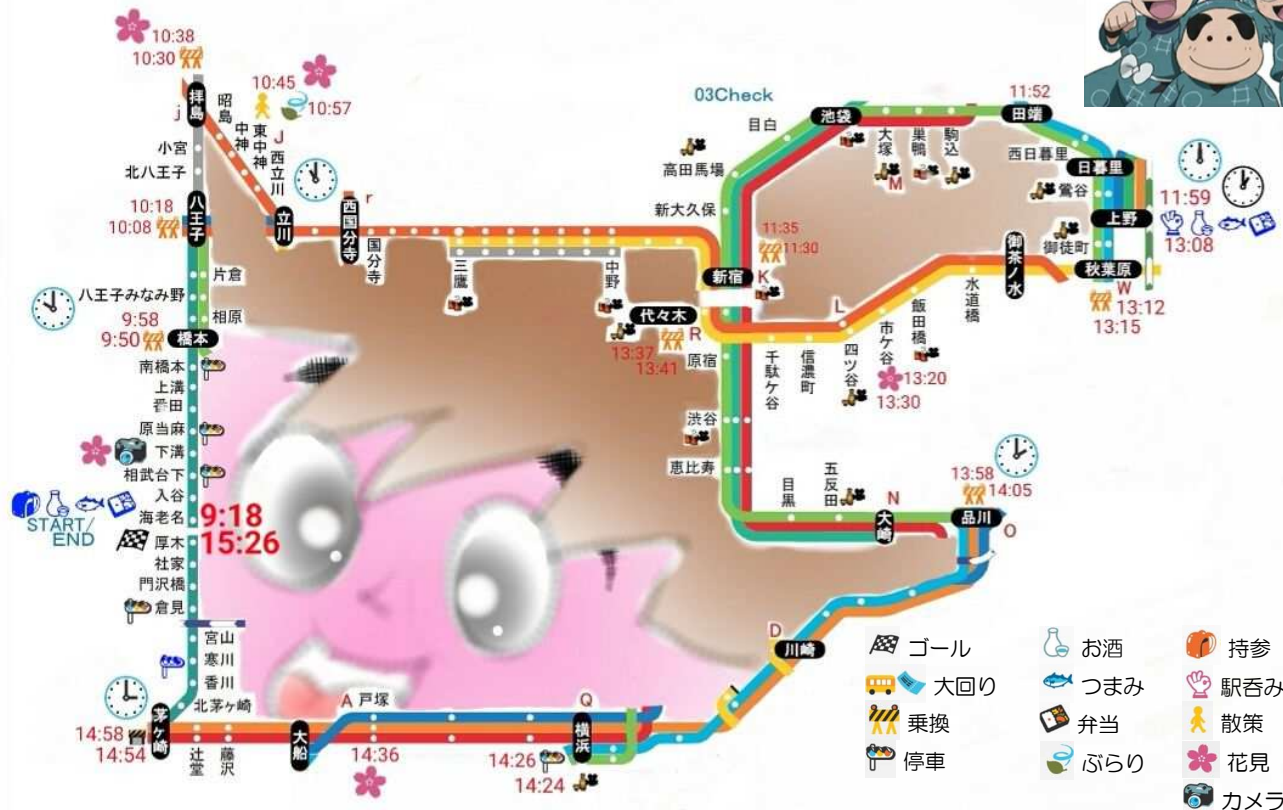 10:38
10:30
拝島
j
昭島
中神
東中神
J
西立川
10:45
10:57
小宮
北八王子
10:18
10:08
八王子
立川
西国分寺
r
国分寺
三鷹
中野
片倉
八王子みなみ野
相原
9:58
9:50
橋本
南橋本
上溝
番田
原当麻
下溝
相武台下
入谷
海老名
START/
END
9:18
15:26
厚木
社家
門沢橋
倉見
宮山
寒川
香川
北茅ヶ崎
茅ヶ崎
14:58
14:54
辻堂
藤沢
大船
A
戸塚
14:36
Q
横浜
14:26
14:24
D
川崎
03Check
目白
池袋
大塚
M
巣鴨
駒込
田端
11:52
高田馬場
新大久保
西日暮里
日暮里
鶯谷
上野
11:59
13:08
御徒町
秋葉原
W
13:12
13:15
御茶ノ水
水道橋
飯田橋
市ケ谷
13:20
13:30
L
四ツ谷
信濃町
千駄ケ谷
11:35
11:30
新宿
K
代々木
R
13:37
13:41
原宿
渋谷
恵比寿
目黒
五反田
N
大崎
13:58
14:05
品川
O
ゴール
大回り
乗換
停車
お酒
つまみ
弁当
ぶらり
持参
駅呑み
散策
花見
カメラ